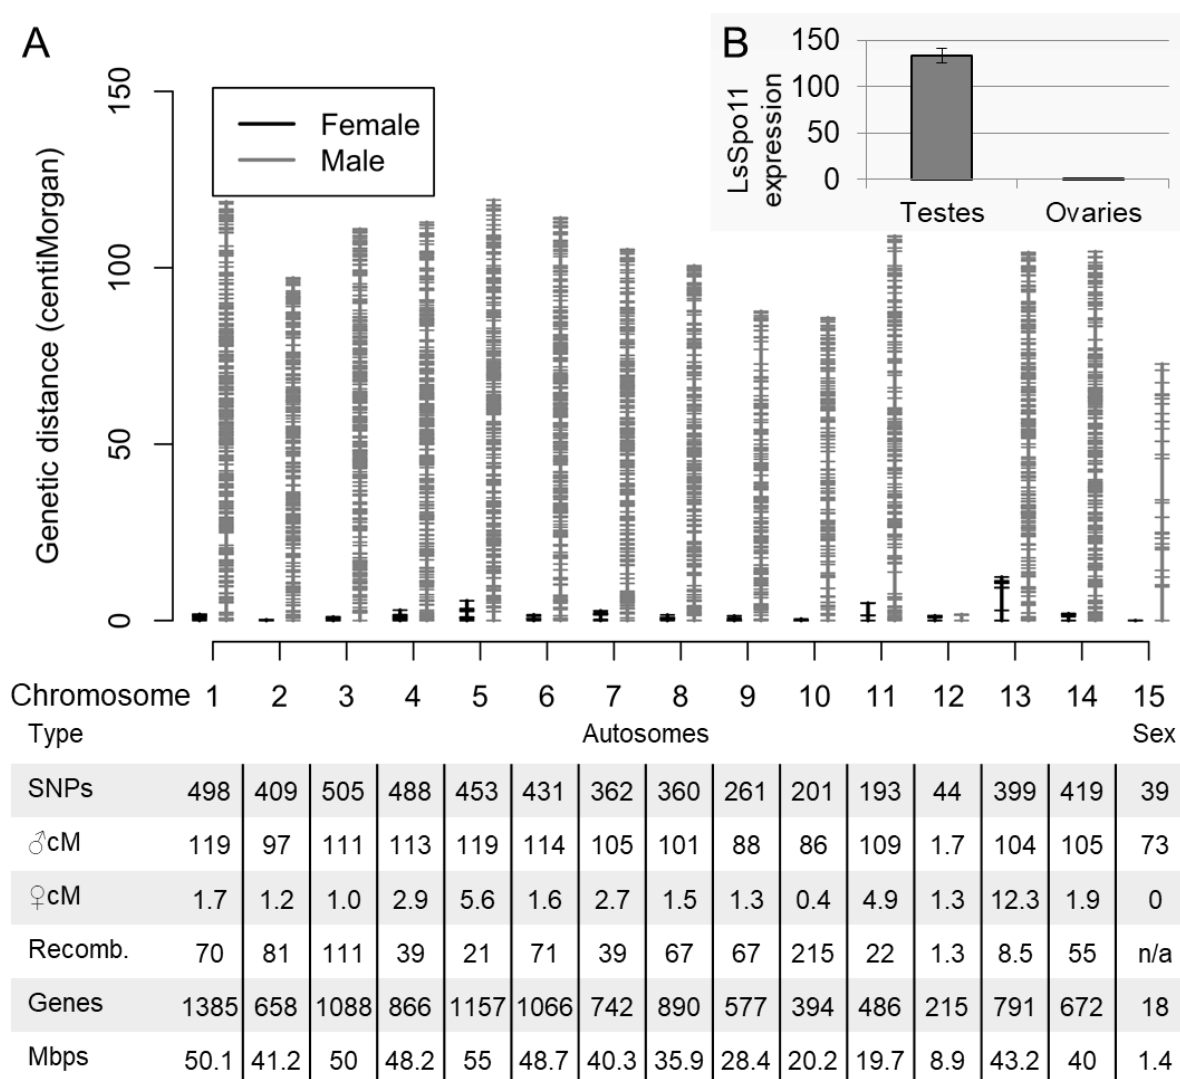 A
B
150
100
50
0
LsSpo11
expression
Testes
Ovaries
Female
Male
150
100
50
0
Genetic distance (centiMorgan)
Chromosome 1 2 3 4 5 6 7 8 9 10 11 12 13 14 15
Type Autosomes Sex
SNPs 498 409 505 488 453 431 362 360 261 201 193 44 399 419 39
♂cM 119 97 111 113 119 114 105 101 88 86 109 1.7 104 105 73
♀cM 1.7 1.2 1.0 2.9 5.6 1.6 2.7 1.5 1.3 0.4 4.9 1.3 12.3 1.9 0
Recomb. 70 81 111 39 21 71 39 67 67 215 22 1.3 8.5 55 n/a
Genes 1385 658 1088 866 1157 1066 742 890 577 394 486 215 791 672 18
Mbps 50.1 41.2 50 48.2 55 48.7 40.3 35.9 28.4 20.2 19.7 8.9 43.2 40 1.4